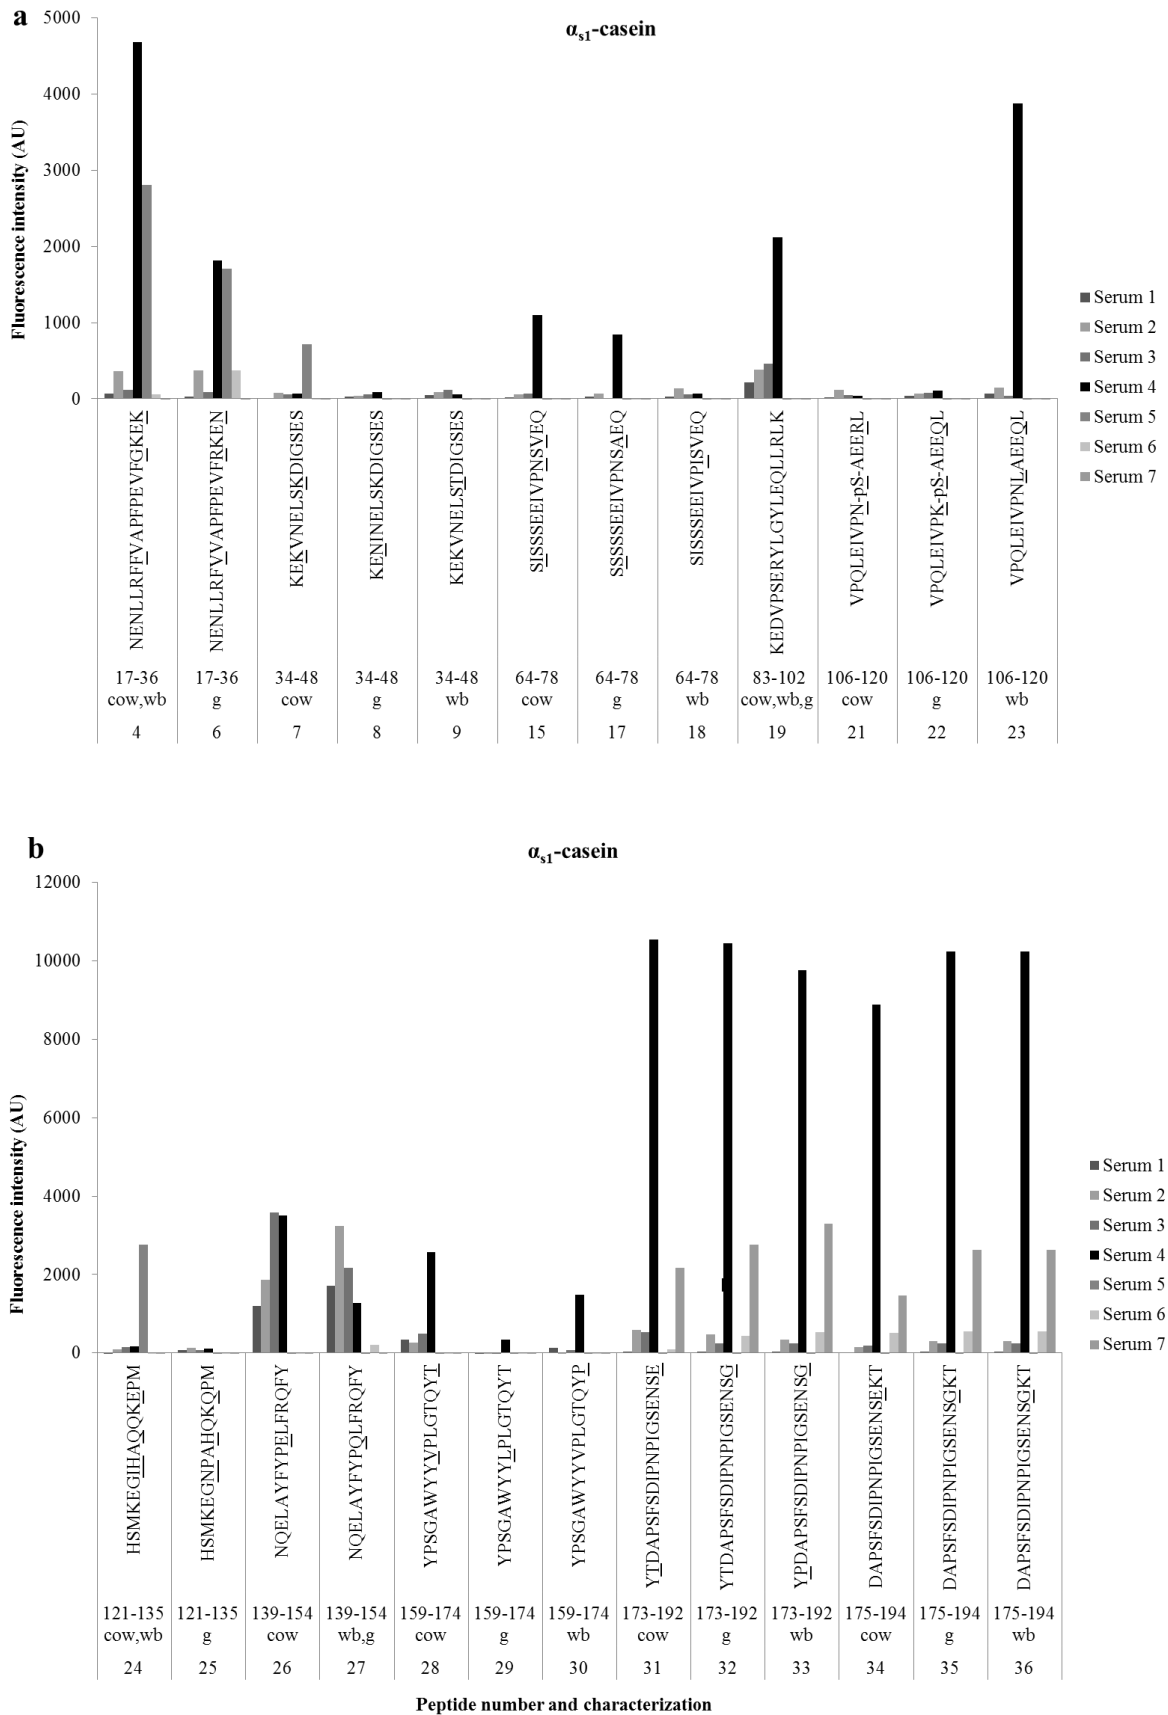 a
αs1-casein
Fluorescence intensity (AU)
5000
4000
3000
2000
1000
0
Serum 1
Serum 2
Serum 3
Serum 4
Serum 5
Serum 6
Serum 7
NENLLRFFVAPFPEVFGKEK
NENLLRFVVAPFPEVFRKEN
KEKVNELSKDIGSES
KENINELSKDIGSES
KEKVNELSTDIGSES
SISSSEEIVPNSVEQ
SSSSSEEIVPNSAEQ
SISSSEEIVPISVEQ
KEDVPSERYLGYLEQLLRLK
VPQLEIVPN-pS-AEERL
VPQLEIVPK-pS-AEEQL
VPQLEIVPNLAEEQL
17-36 17-36 34-48 34-48 34-48 64-78 64-78 64-78 83-102 106-120 106-120 106-120
cow,wb g cow g wb cow g wb cow,wb,g cow g wb
4 6 7 8 9 15 17 18 19 21 22 23
b
αs1-casein
Fluorescence intensity (AU)
12000
10000
8000
6000
4000
2000
0
Serum 1
Serum 2
Serum 3
Serum 4
Serum 5
Serum 6
Serum 7
HSMKEGIHAQQKEPM
HSMKEGNPAHQKQPM
NQELAYFYPELFRQFY
NQELAYFYPQLFRQFY
YPSGAWYYVPLGTQYT
YPSGAWYYLPLGTQYT
YPSGAWYYVPLGTQYP
YTDAPSFSDIPNPIGSENSE
YTDAPSFSDIPNPIGSENSG
YPDAPSFSDIPNPIGSENSG
DAPSFSDIPNPIGSENSEKT
DAPSFSDIPNPIGSENSGKT
DAPSFSDIPNPIGSENSGKT
121-135 121-135 139-154 139-154 159-174 159-174 159-174 173-192 173-192 173-192 175-194 175-194 175-194
cow,wb g cow wb,g cow g wb cow g wb cow g wb
24 25 26 27 28 29 30 31 32 33 34 35 36
Peptide number and characterization